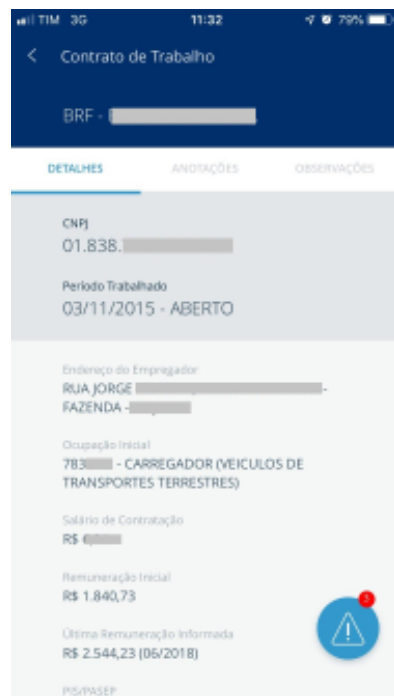 TIM 3G 11:32 79%
Contrato de Trabalho
BRF -
DETALHES ANOTAÇÕES OBSERVAÇÕES
CNPJ
01.838.
Período Trabalhado
03/11/2015 - ABERTO
Endereço do Empregador
RUA JORGE -
FAZENDA -
Ocupação Inicial
783 - CARREGADOR (VEICULOS DE
TRANSPORTES TERRESTRES)
Salário de Contratação
R$
Remuneração Inicial
R$ 1.840,73
3
Última Remuneração Informada
R$ 2.544,23 (06/2018)
PIS/PASEP